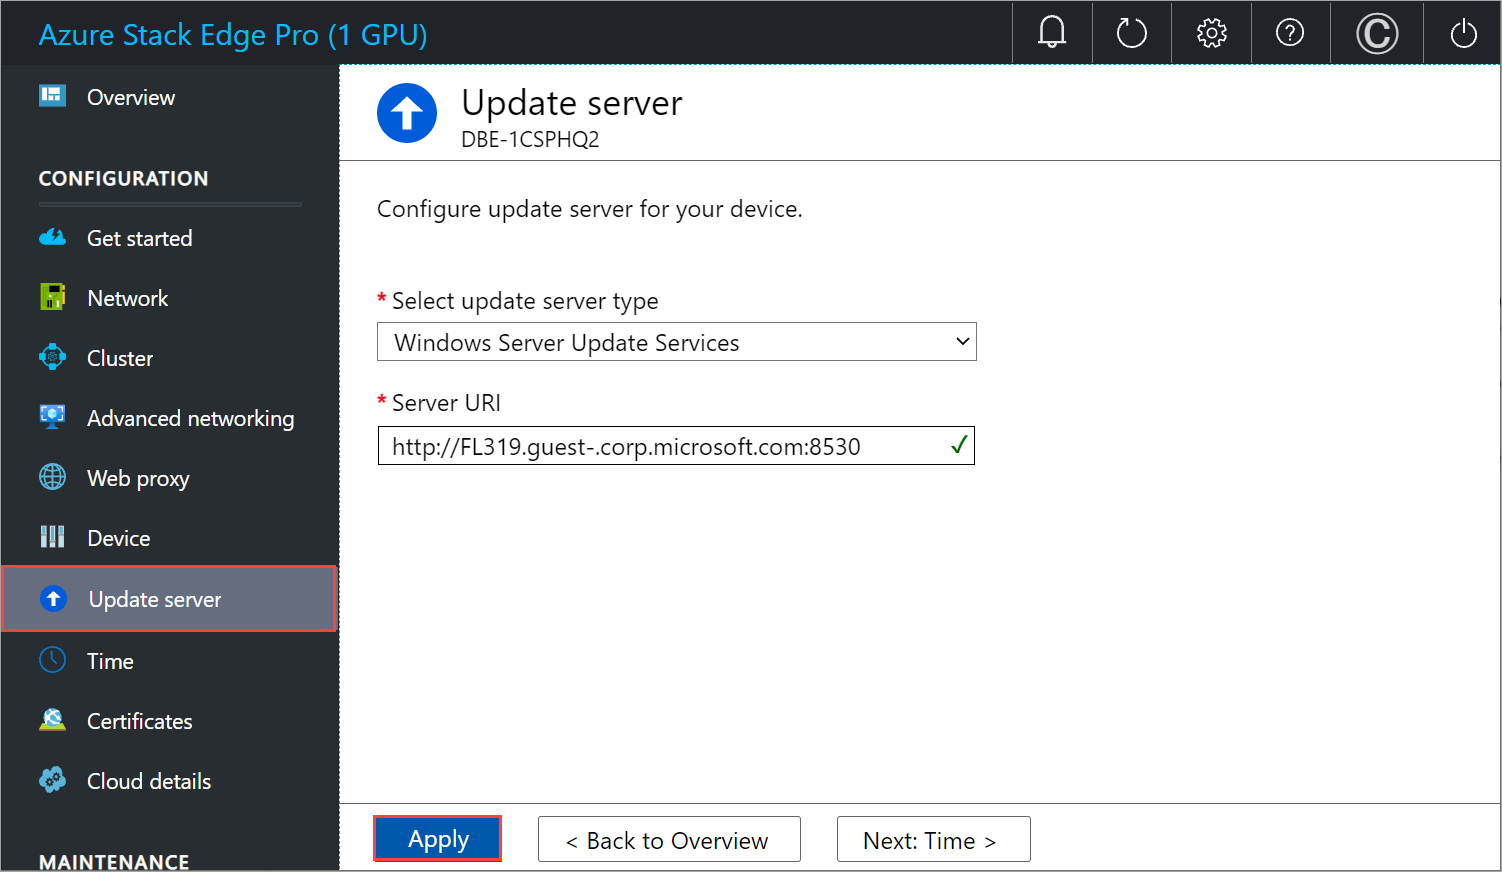 Azure Stack Edge Pro (1 GPU)
Overview
CONFIGURATION
Get started
Network
Cluster
Advanced networking
Web proxy
Device
Update server
Time
Certificates
Cloud details
MAINTENANCE
Update server
DBE-1CSPHQ2
Configure update server for your device.
* Select update server type
Windows Server Update Services
* Server URI
http://FL319.guest-.corp.microsoft.com:8530
Apply
< Back to Overview
Next: Time >